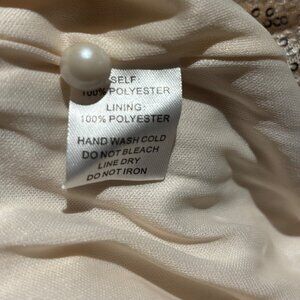 SELF:
100% POLYESTER
LINING:
100% POLYESTER
HAND WASH COLD
DO NOT BLEACH
LINE DRY
DO NOT IRON